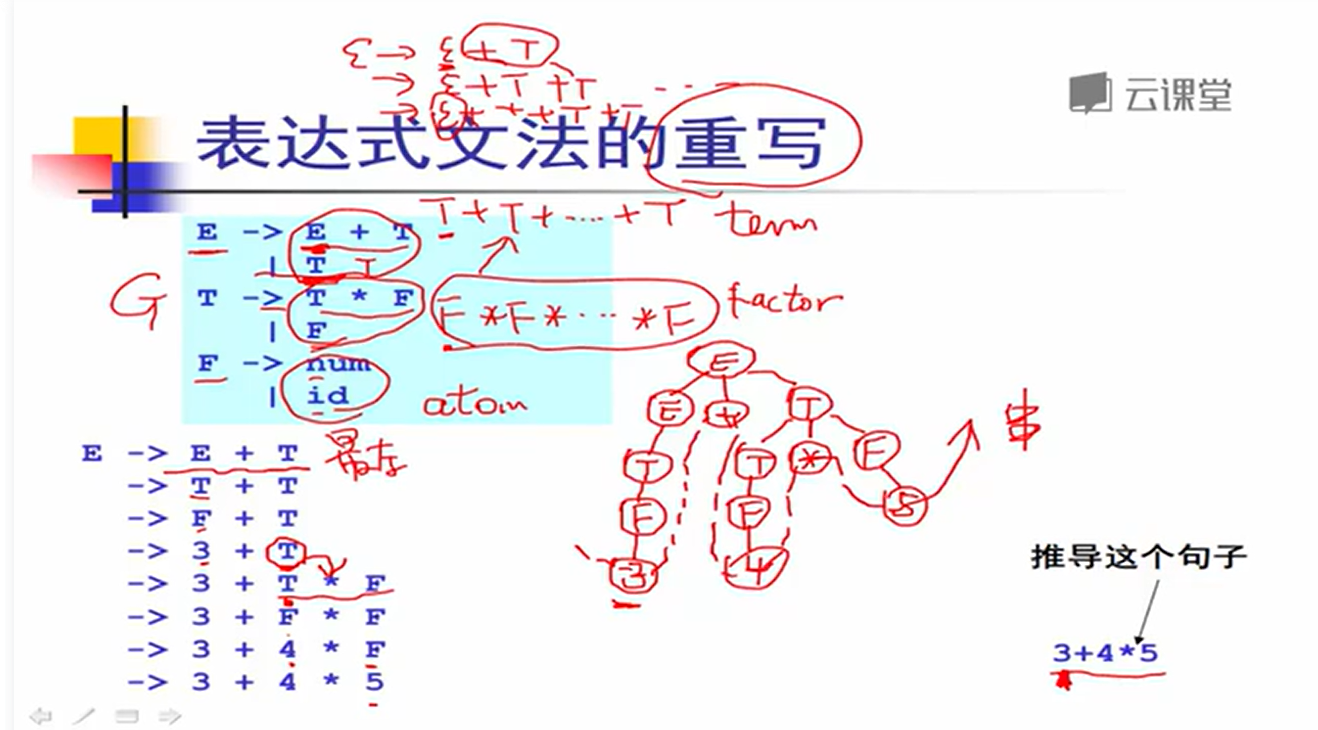 E → E + T
→ E + T + T ...
云课堂
表达式文法的重写
T + T + ... + T term
E -> E + T
| T T
G T -> T * F F * F * ... * F factor
| F
F -> num
| id atom
E -> E + T 最左
-> T + T
-> F + T
-> 3 + T
-> 3 + T * F
-> 3 + F * F
-> 3 + 4 * F
-> 3 + 4 * 5
E
E + T
T T * F
F F 5
3 4
串
推导这个句子
3+4*5